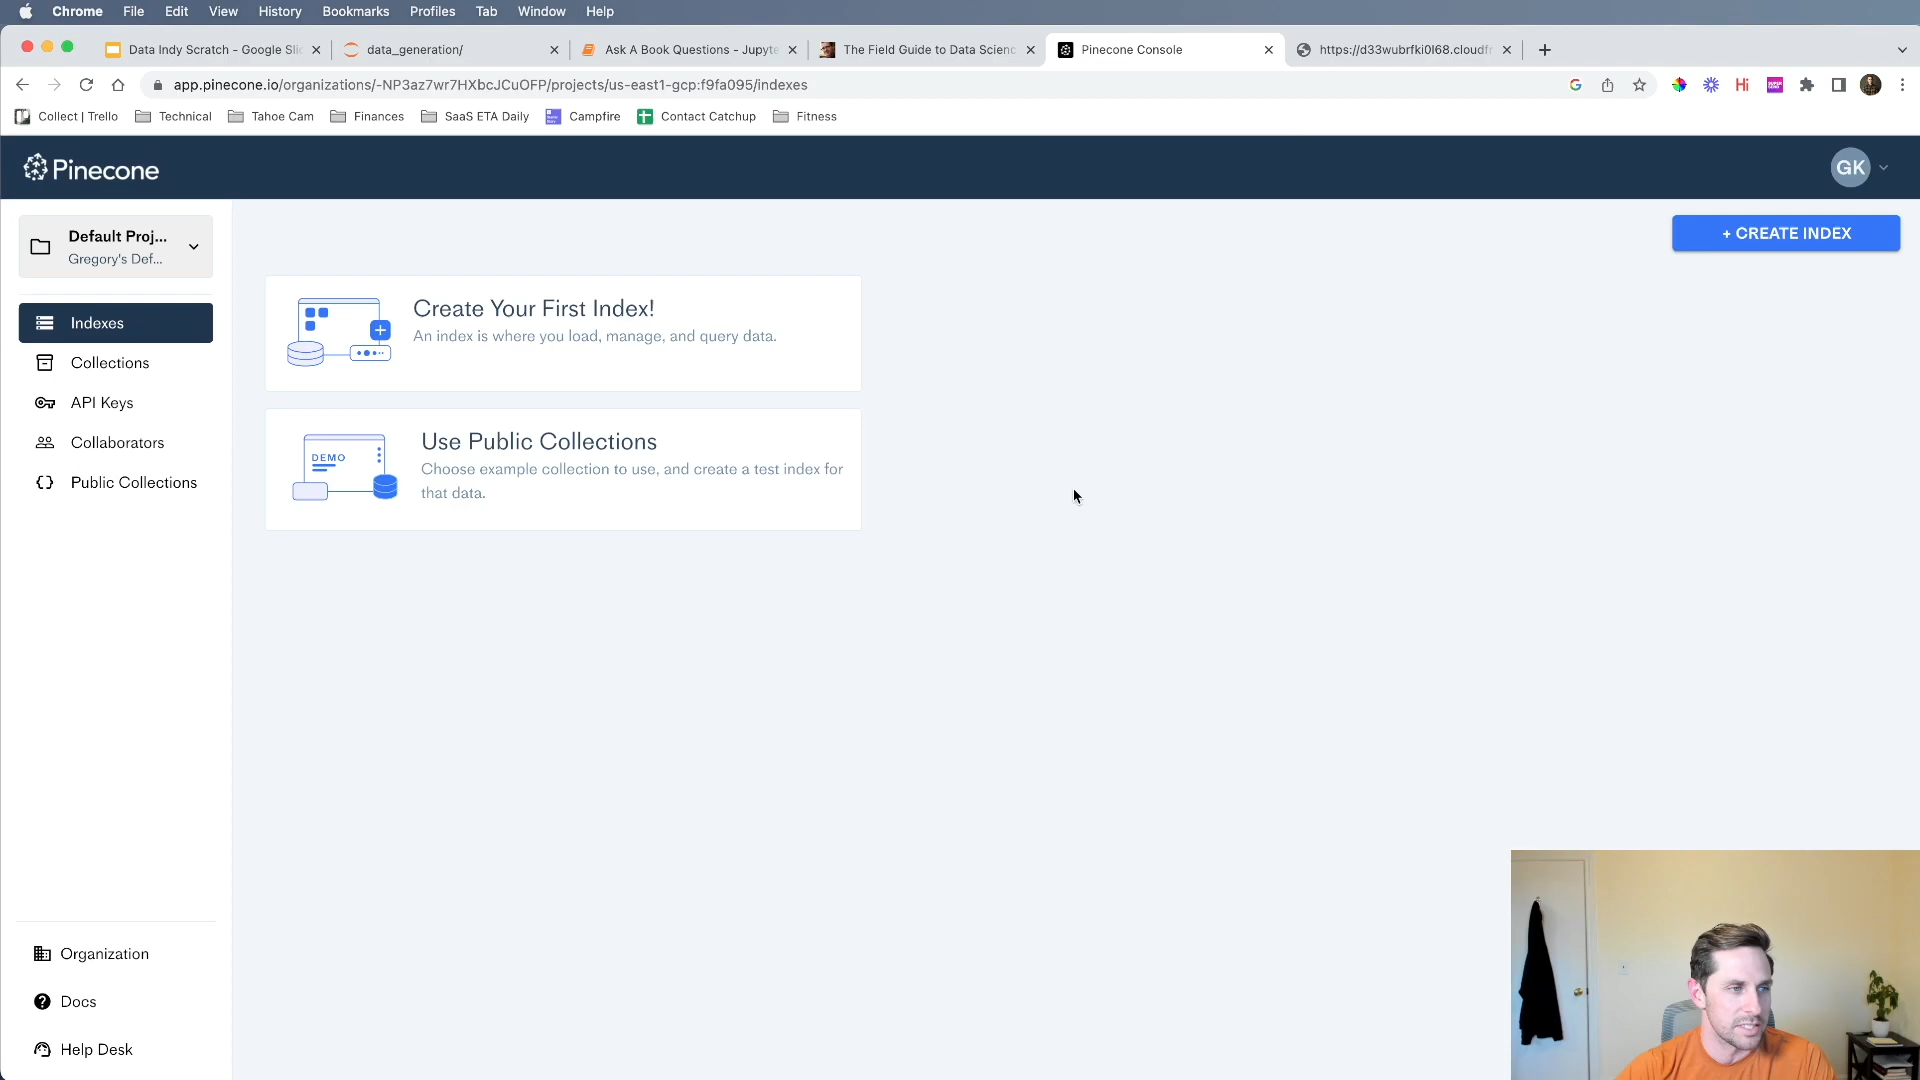 Chrome File Edit View History Bookmarks Profiles Tab Window Help
Data Indy Scratch - Google Slid
data_generation/
Ask A Book Questions - Jupyte
The Field Guide to Data Scienc
Pinecone Console
https://d33wubrfki0l68.cloudfr
app.pinecone.io/organizations/-NP3az7wr7HXbcJCuOFP/projects/us-east1-gcp:f9fa095/indexes
Hi
Collect | Trello Technical Tahoe Cam Finances SaaS ETA Daily Campfire Contact Catchup Fitness
Pinecone
GK
Default Proj...
Gregory's Def...
+ CREATE INDEX
Indexes
Collections
API Keys
Collaborators
Public Collections
Create Your First Index!
An index is where you load, manage, and query data.
DEMO
Use Public Collections
Choose example collection to use, and create a test index for
that data.
Organization
Docs
Help Desk